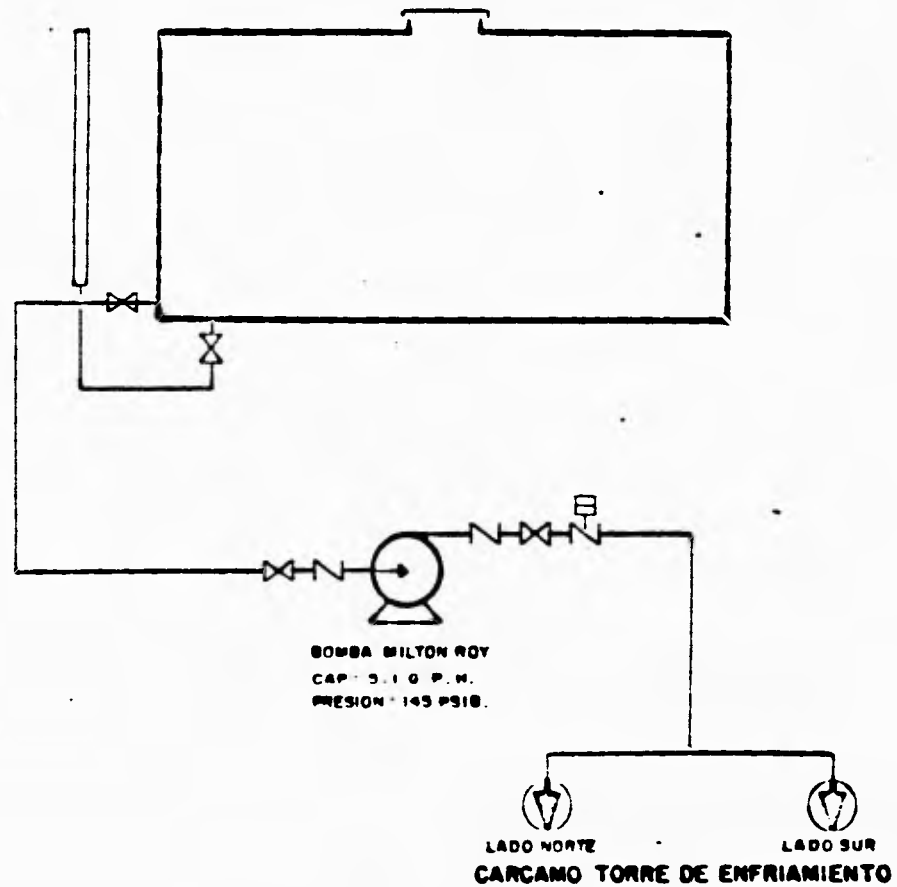 BOMBA MILTON ROY
CAP. 5.1 G. P. H.
PRESION 145 PSIG.
LADO NORTE
LADO SUR
CARCAMO TORRE DE ENFRIAMIENTO